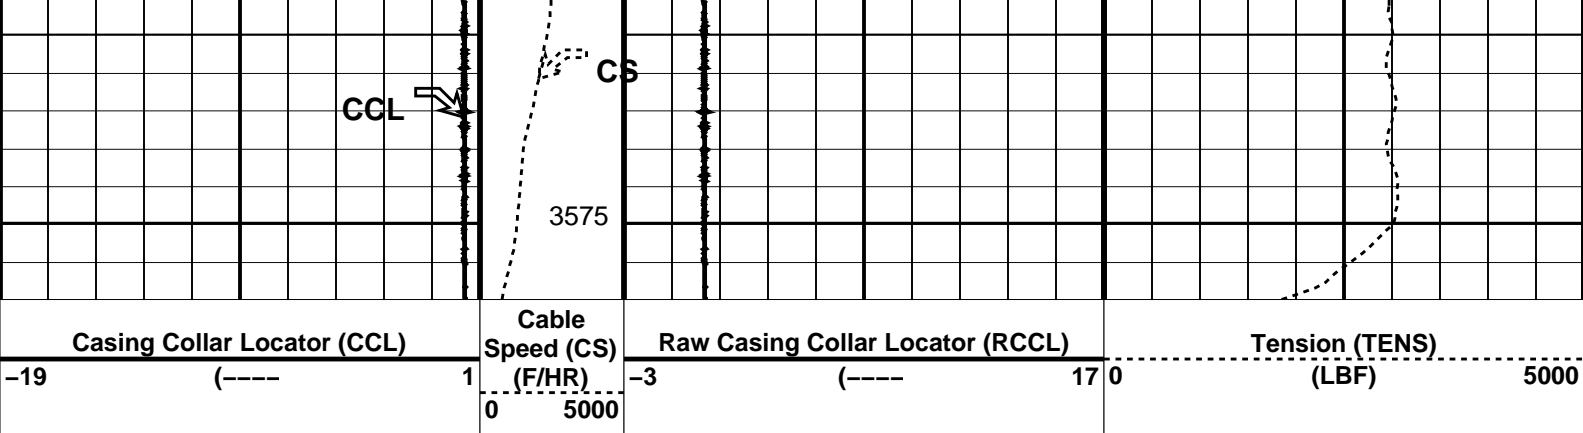 CS
CCL
3575
Casing Collar Locator (CCL)
–19 (–––– 1
Cable
Speed (CS)
(F/HR)
0 5000
Raw Casing Collar Locator (RCCL)
–3 (–––– 17
Tension (TENS)
0 (LBF) 5000